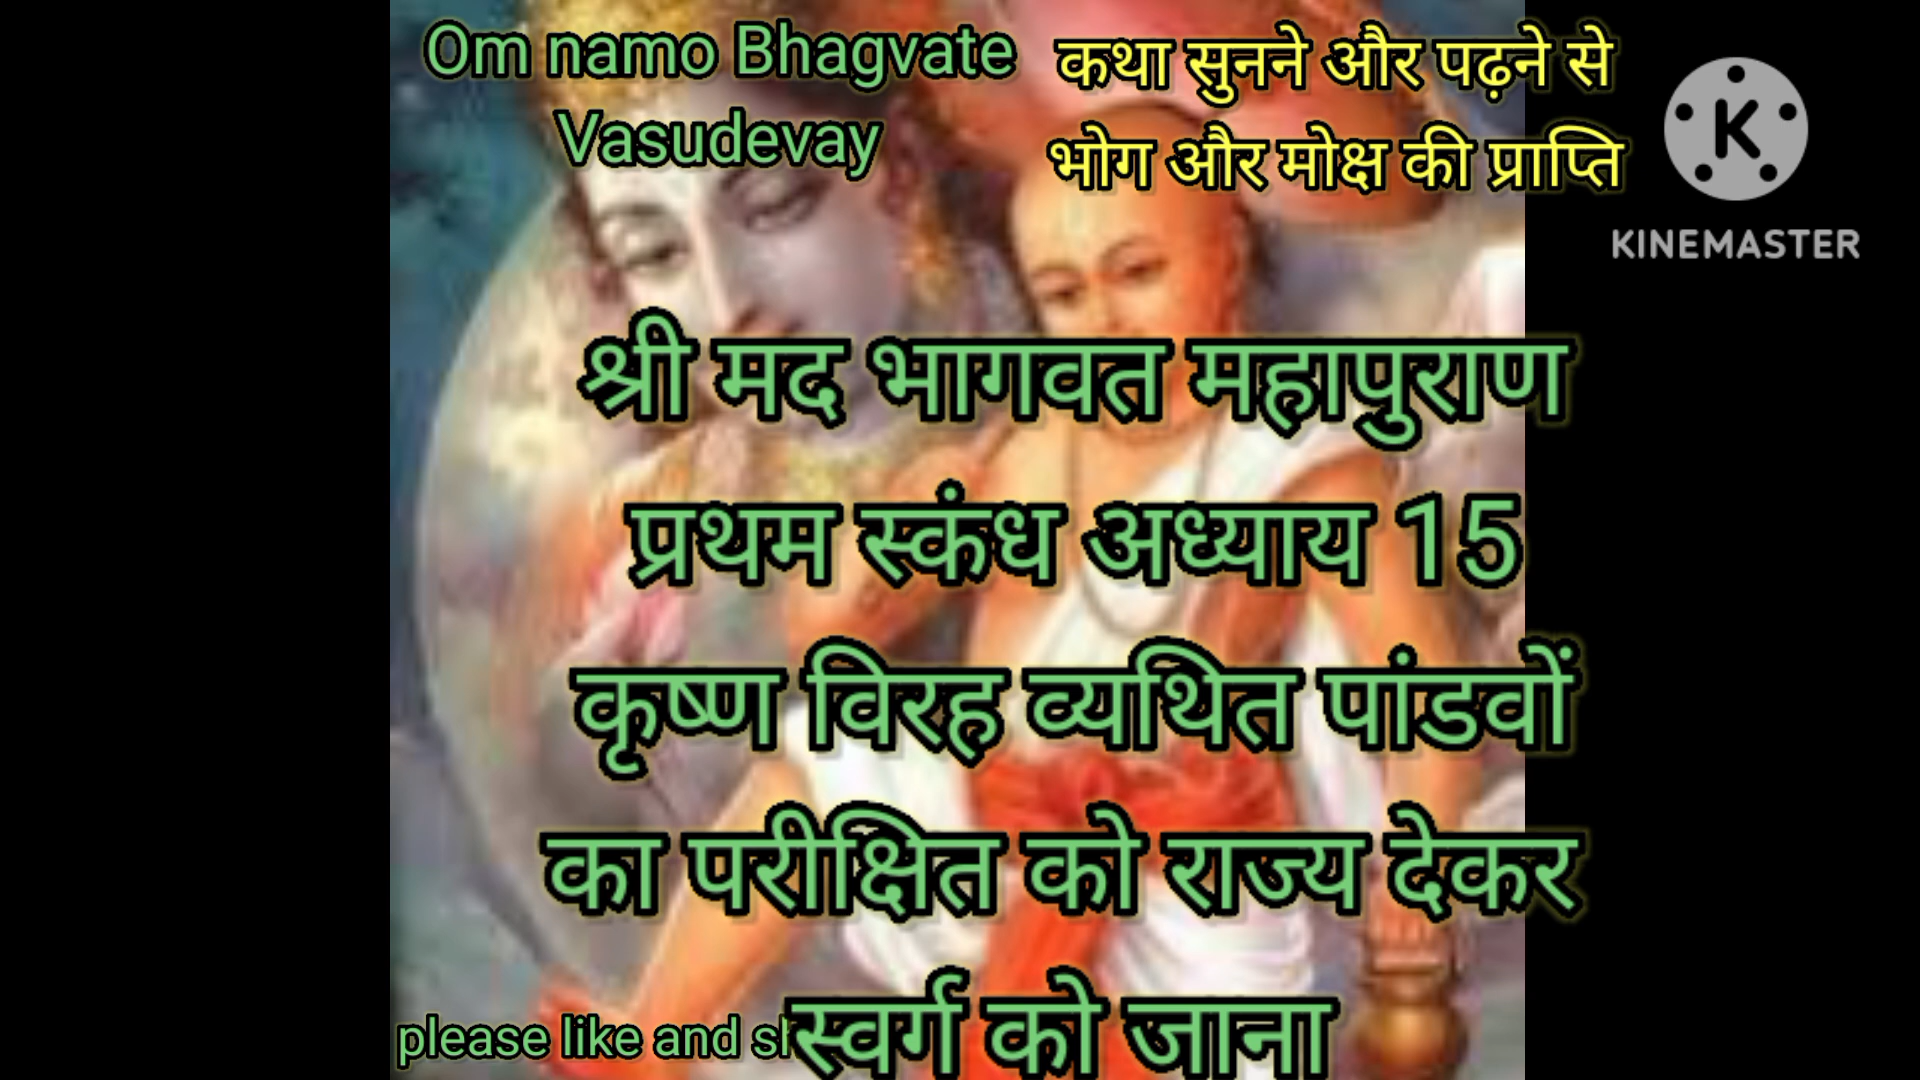 Om namo Bhagvate
Vasudevay
कथा सुनने और पढ़ने से
भोग और मोक्ष की प्राप्ति
KINEMASTER
श्री मद भागवत महापुराण
प्रथम स्कंध अध्याय 15
कृष्ण विरह व्यथित पांडवों
का परीक्षित को राज्य देकर
स्वर्ग को जाना
please like and